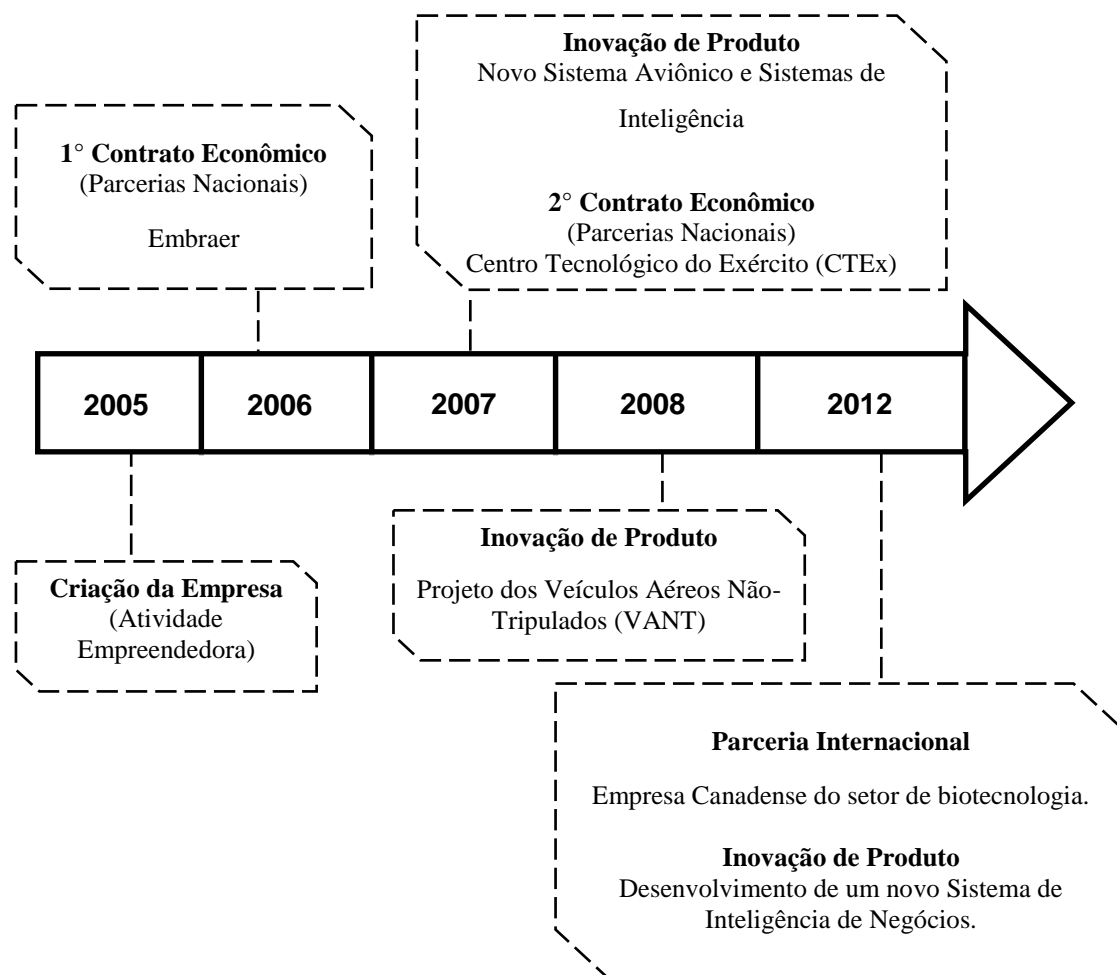 Inovação de Produto
Novo Sistema Aviônico e Sistemas de
Inteligência
2° Contrato Econômico
(Parcerias Nacionais)
Centro Tecnológico do Exército (CTEx)
1° Contrato Econômico
(Parcerias Nacionais)
Embraer
2005
2006
2007
2008
2012
Criação da Empresa
(Atividade
Empreendedora)
Inovação de Produto
Projeto dos Veículos Aéreos Não-
Tripulados (VANT)
Parceria Internacional
Empresa Canadense do setor de biotecnologia.
Inovação de Produto
Desenvolvimento de um novo Sistema de
Inteligência de Negócios.